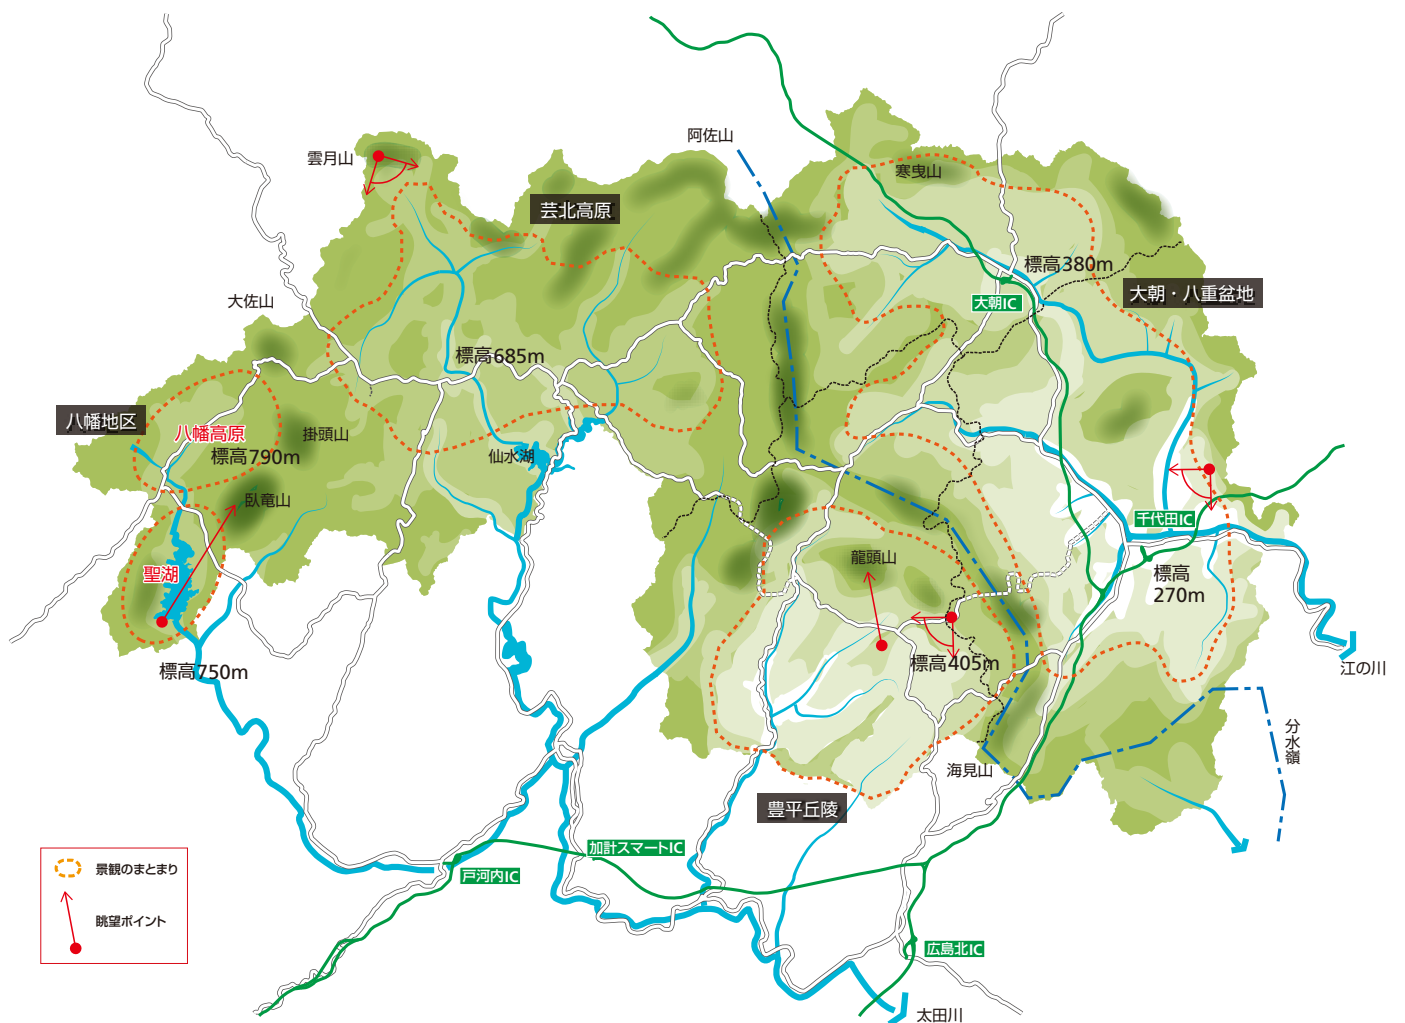 阿佐山
雲月山
寒曳山
芸北高原
標高380m
大朝・八重盆地
大朝IC
大佐山
標高685m
八幡地区
八幡高原
標高790m
掛頭山
仙水湖
臥竜山
千代田IC
龍頭山
聖湖
標高
270m
標高405m
標高750m
江の川
分水嶺
海見山
豊平丘陵
加計スマートIC
戸河内IC
景観のまとまり
眺望ポイント
広島北IC
太田川